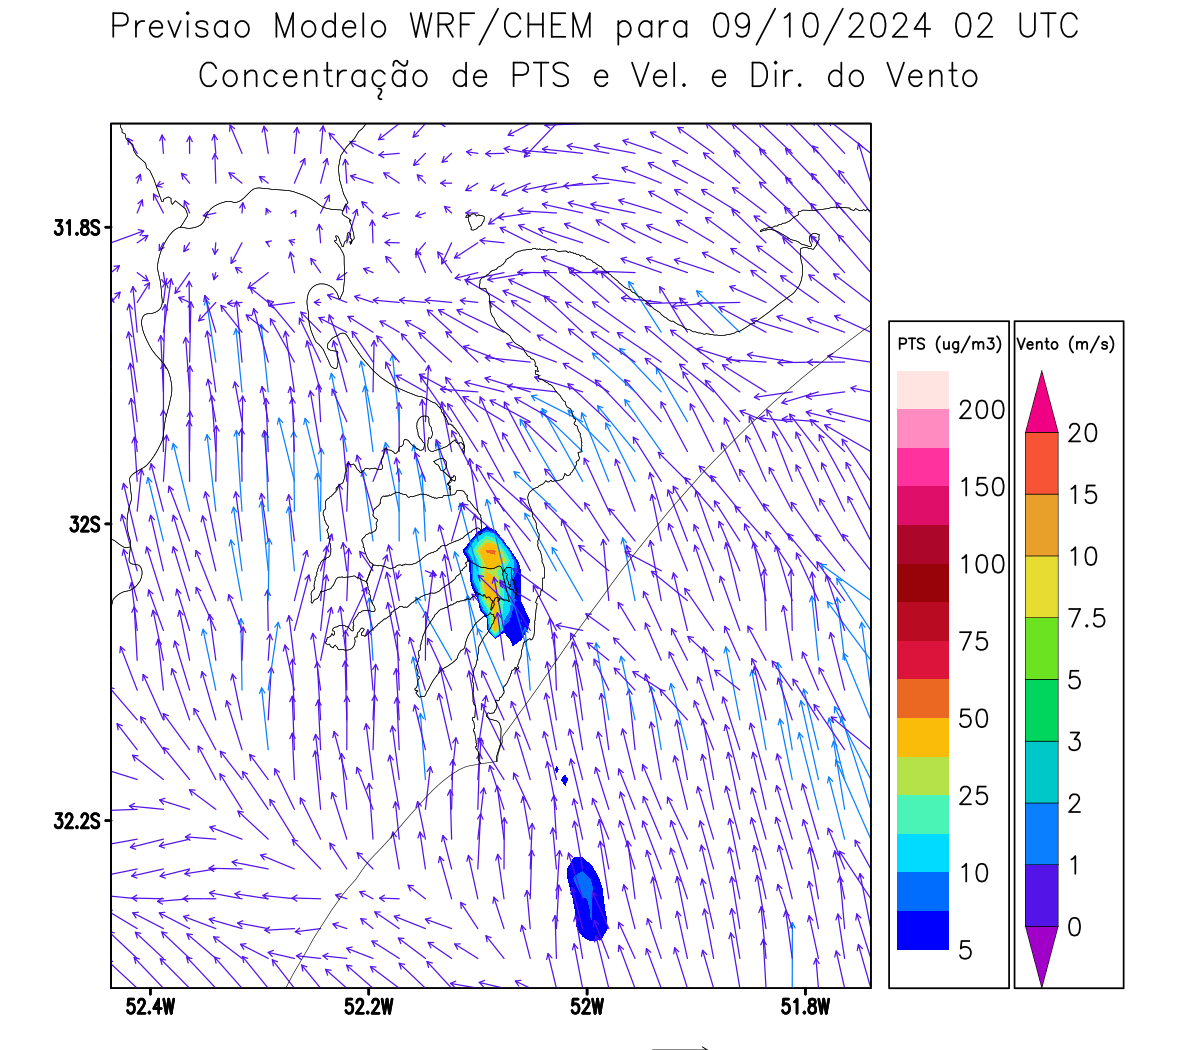 Previsao Modelo WRF/CHEM para 09/10/2024 02 UTC
Concentração de PTS e Vel. e Dir. do Vento
31.8S
32S
32.2S
52.4W 52.2W 52W 51.8W
PTS (ug/m3)
200
150
100
75
50
25
10
5
Vento (m/s)
20
15
10
7.5
5
3
2
1
0